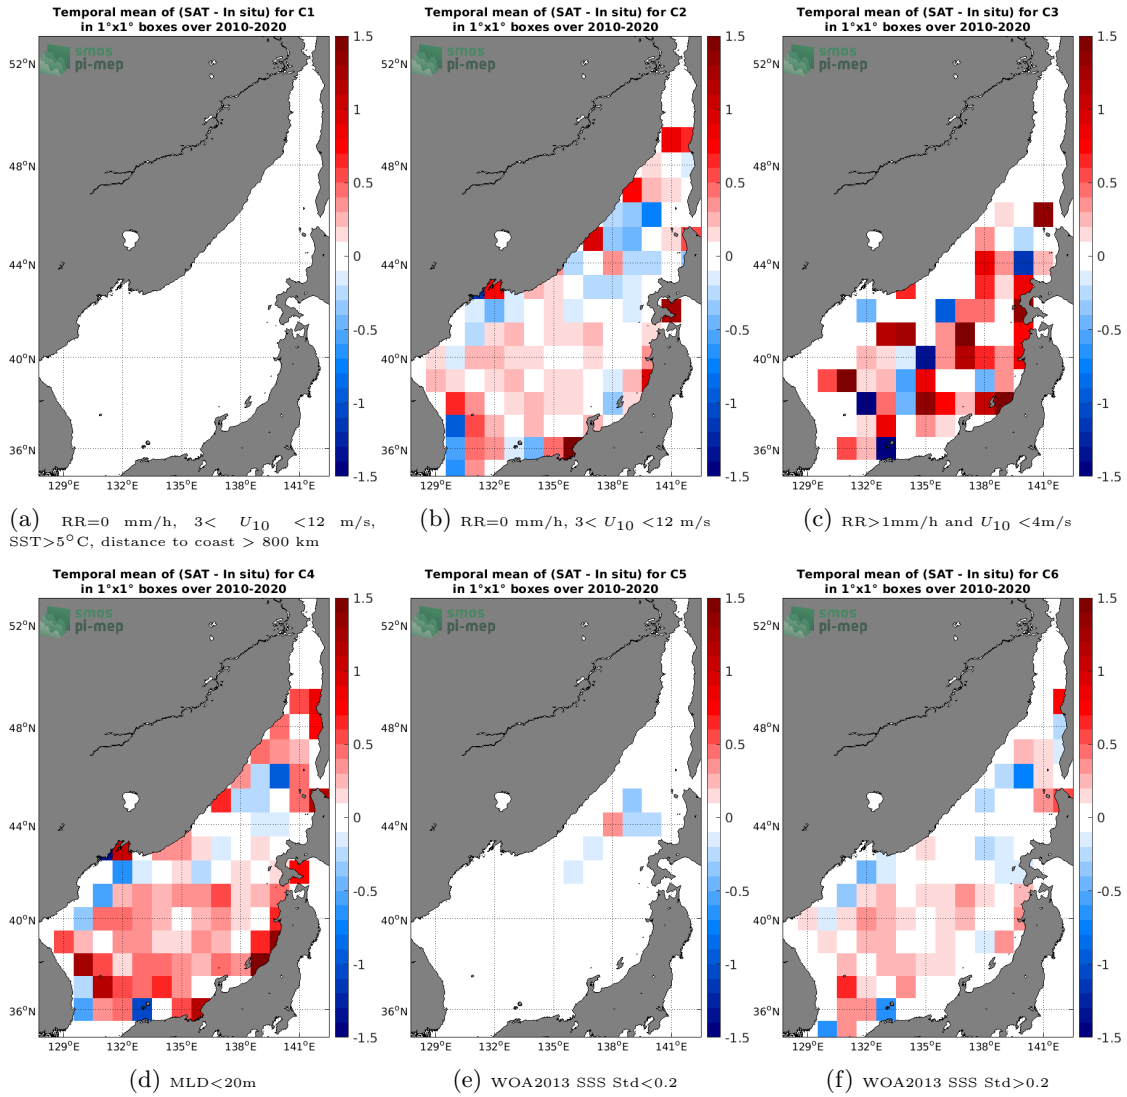 Temporal mean of (SAT - In situ) for C1
in 1°x1° boxes over 2010-2020
smos
pi-mep
52°N
48°N
44°N
40°N
36°N
129°E 132°E 135°E 138°E 141°E
1.5
1
0.5
0
-0.5
-1
-1.5
(a) RR=0 mm/h, 3< U10 <12 m/s,
SST>5°C, distance to coast > 800 km
Temporal mean of (SAT - In situ) for C2
in 1°x1° boxes over 2010-2020
smos
pi-mep
52°N
48°N
44°N
40°N
36°N
129°E 132°E 135°E 138°E 141°E
1.5
1
0.5
0
-0.5
-1
-1.5
(b) RR=0 mm/h, 3< U10 <12 m/s
Temporal mean of (SAT - In situ) for C3
in 1°x1° boxes over 2010-2020
smos
pi-mep
52°N
48°N
44°N
40°N
36°N
129°E 132°E 135°E 138°E 141°E
1.5
1
0.5
0
-0.5
-1
-1.5
(c) RR>1mm/h and U10 <4m/s
Temporal mean of (SAT - In situ) for C4
in 1°x1° boxes over 2010-2020
smos
pi-mep
52°N
48°N
44°N
40°N
36°N
129°E 132°E 135°E 138°E 141°E
1.5
1
0.5
0
-0.5
-1
-1.5
(d) MLD<20m
Temporal mean of (SAT - In situ) for C5
in 1°x1° boxes over 2010-2020
smos
pi-mep
52°N
48°N
44°N
40°N
36°N
129°E 132°E 135°E 138°E 141°E
1.5
1
0.5
0
-0.5
-1
-1.5
(e) WOA2013 SSS Std<0.2
Temporal mean of (SAT - In situ) for C6
in 1°x1° boxes over 2010-2020
smos
pi-mep
52°N
48°N
44°N
40°N
36°N
129°E 132°E 135°E 138°E 141°E
1.5
1
0.5
0
-0.5
-1
-1.5
(f) WOA2013 SSS Std>0.2